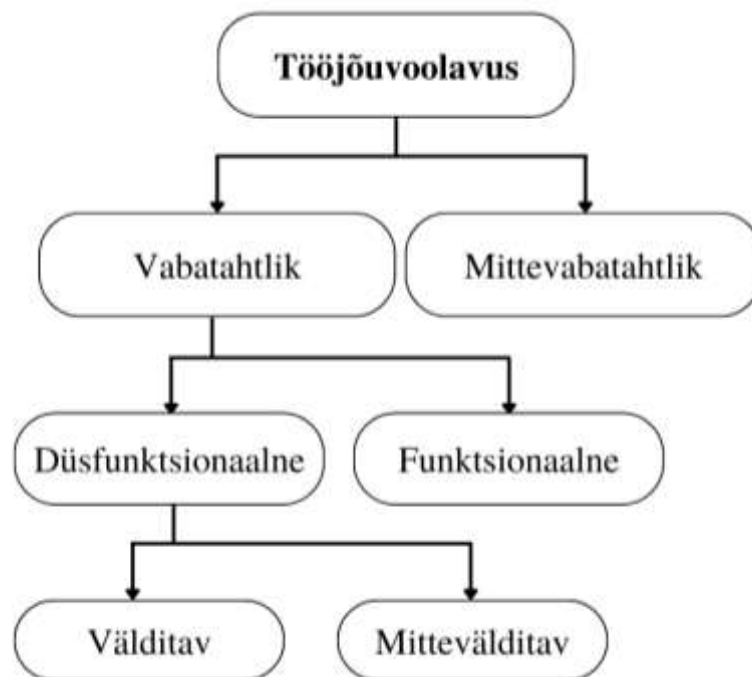 Tööjõuvoolavus
Vabatahtlik
Mittevabatahtlik
Düsfunktsionaalne
Funktsionaalne
Välditav
Mittevälditav